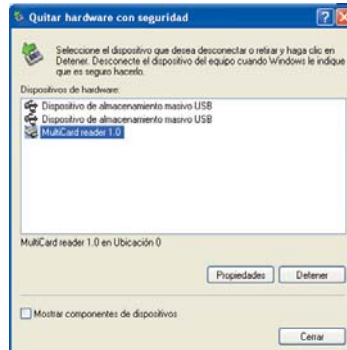 Quitar hardware con seguridad
Seleccione el dispositivo que desea desconectar o retirar y haga clic en
Detener. Desconecte el dispositivo del equipo cuando Windows le indique
que es seguro hacerlo.
Dispositivos de hardware:
Dispositivo de almacenamiento masivo USB
Dispositivo de almacenamiento masivo USB
MultiCard reader 1.0
MultiCard reader 1.0 en Ubicación 0
Propiedades Detener
Mostrar componentes de dispositivos
Cerrar